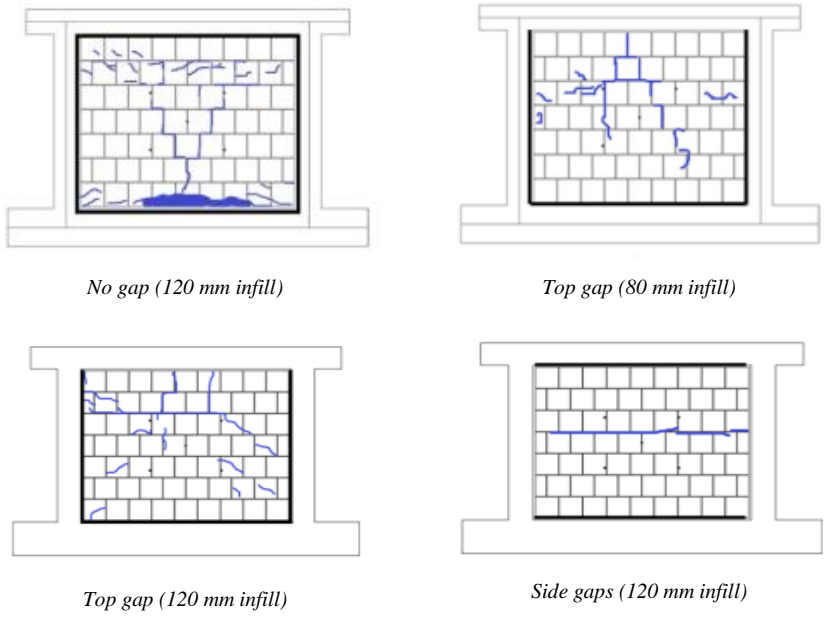 No gap (120 mm infill)
Top gap (80 mm infill)
Top gap (120 mm infill)
Side gaps (120 mm infill)